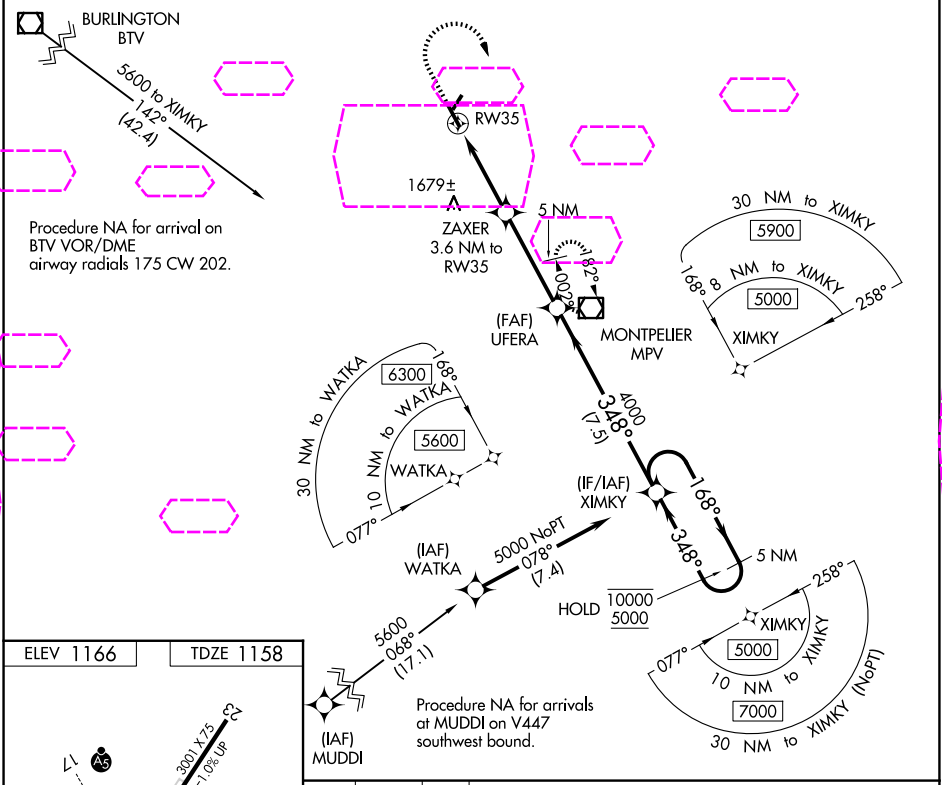 BURLINGTON
BTV
5600 to XIMKY
142°
(42.4)
RW35
1679±
ZAXER
3.6 NM to
RW35
5 NM
Procedure NA for arrival on
BTV VOR/DME
airway radials 175 CW 202.
002°
182°
(FAF)
UFERA
MONTPELIER
MPV
30 NM to XIMKY
5900
168°
8 NM to XIMKY
5000
258°
XIMKY
30 NM to WATKA
6300
168°
10 NM to WATKA
5600
WATKA
077°
4000
348°
(7.5)
(IF/IAF)
XIMKY
168°
348°
5 NM
(IAF)
WATKA
5000 NoPT
078°
(7.4)
HOLD
10000
5000
258°
XIMKY
077°
5000
10 NM to XIMKY
7000
30 NM to XIMKY (NoPT)
5600
068°
(17.1)
(IAF)
MUDDI
Procedure NA for arrivals
at MUDDI on V447
southwest bound.
ELEV 1166
TDZE 1158
17
A5
3001 X 75
1.0% UP
23